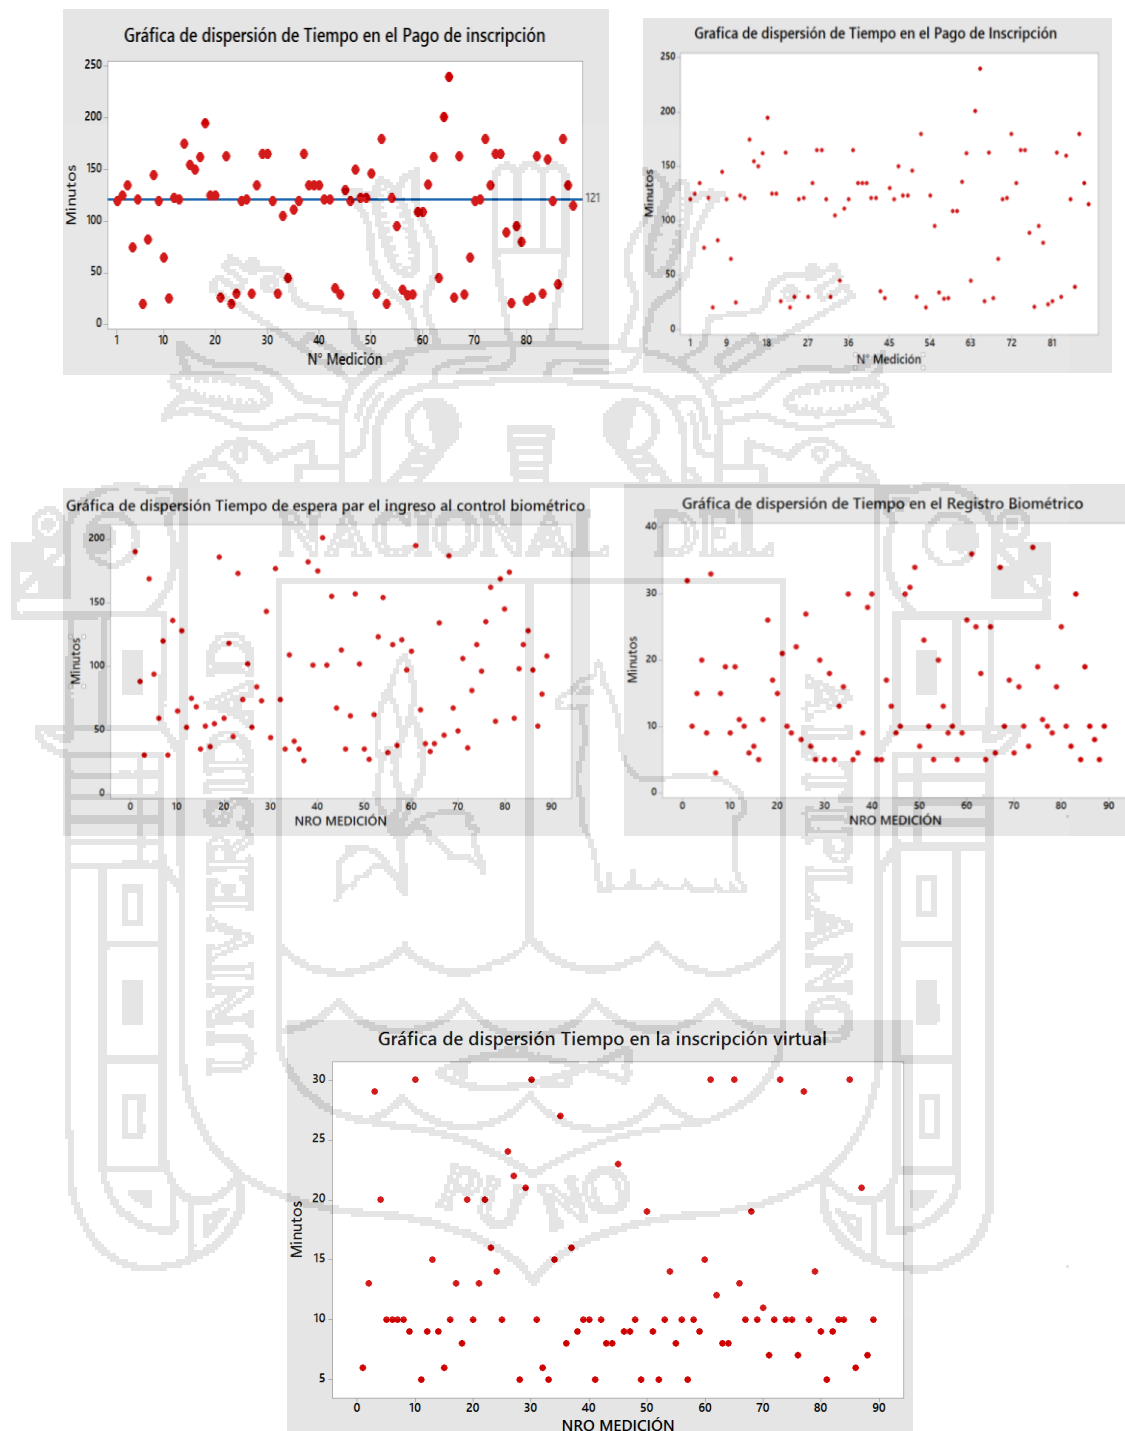 Gráfica de dispersión de Tiempo en el Pago de inscripción
250
200
150
100
50
0
Minutos
121
1 10 20 30 40 50 60 70 80
N° Medición
Grafica de dispersión de Tiempo en el Pago de Inscripción
250
200
150
100
50
0
Minutos
1 9 18 27 36 45 54 63 72 81
N° Medición
Gráfica de dispersión Tiempo de espera par el ingreso al control biométrico
200
150
100
50
0
Minutos
0 10 20 30 40 50 60 70 80 90
NRO MEDICIÓN
Gráfica de dispersión de Tiempo en el Registro Biométrico
40
30
20
10
0
Minutos
0 10 20 30 40 50 60 70 80 90
NRO MEDICIÓN
NACIONAL DEL
UNIVERSIDAD
ALTIPLANO
PUNO
Gráfica de dispersión Tiempo en la inscripción virtual
30
25
20
15
10
5
Minutos
0 10 20 30 40 50 60 70 80 90
NRO MEDICIÓN